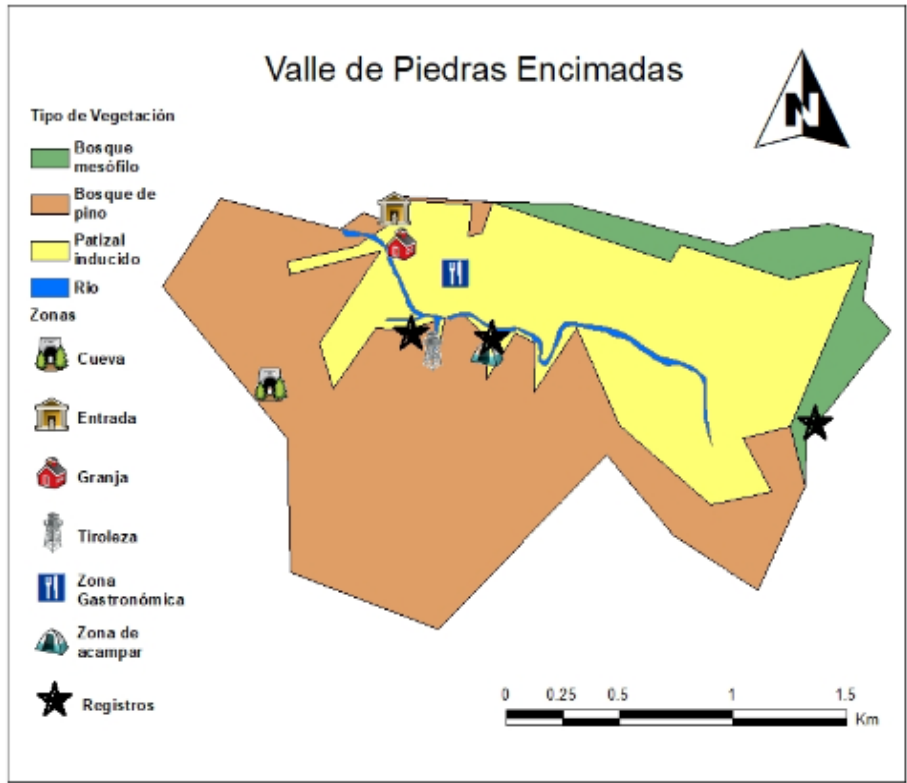 Valle de Piedras Encimadas
N
Tipo de Vegetación
Bosque
mesófilo
Bosque de
pino
Patizal
inducido
Río
Zonas
Cueva
Entrada
Granja
Tiroleza
Zona
Gastronómica
Zona de
acampar
Registros
0 0.25 0.5 1 1.5
Km